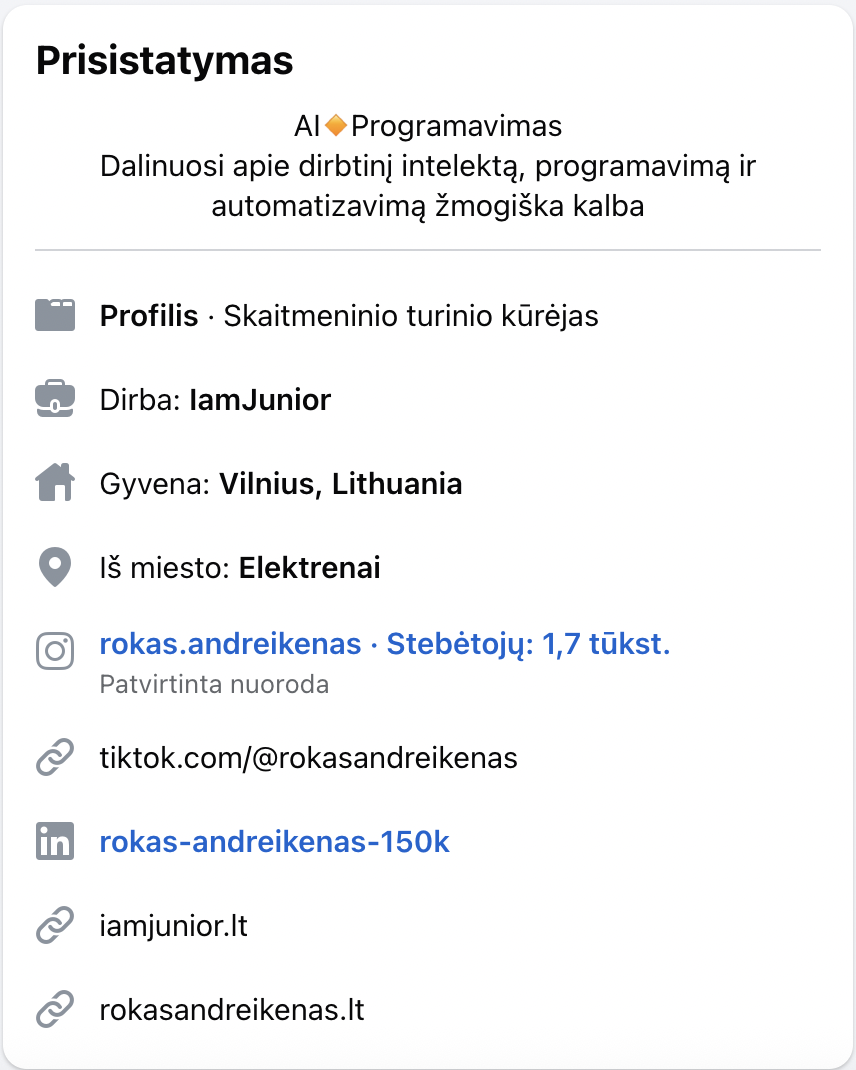 Prisistatymas
AI🔸Programavimas
Dalinuosi apie dirbtinį intelektą, programavimą ir
automatizavimą žmogiška kalba
Profilis · Skaitmeninio turinio kūrėjas
Dirba: IamJunior
Gyvena: Vilnius, Lithuania
Iš miesto: Elektrenai
rokas.andreikenas · Stebėtojų: 1,7 tūkst.
Patvirtinta nuoroda
tiktok.com/@rokasandreikenas
rokas-andreikenas-150k
iamjunior.lt
rokasandreikenas.lt